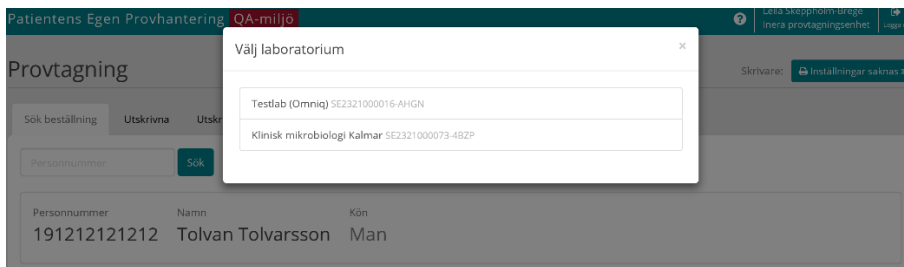 Patientens Egen Provhantering QA-miljö
Leila Skeppholm-Brege
Inera provtagningsenhet
Välj laboratorium
Provtagning
Skrivare: Inställningar saknas
Testlab (Omniq) SE2321000016-AHGN
Sök beställning Utskrivna Utskr
Klinisk mikrobiologi Kalmar SE2321000073-4BZP
Personnummer Sök
Personnummer Namn Kön
191212121212 Tolvan Tolvarsson Man